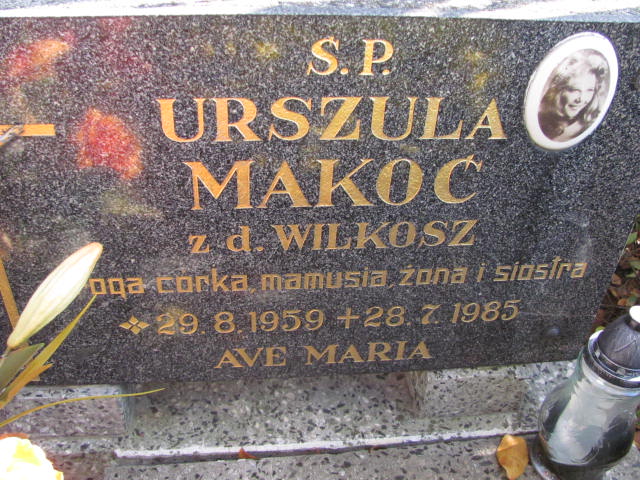 Ś.P.
URSZULA
MAKOĆ
z d. WILKOSZ
córka, mamusia, żona i siostra
29. 8. 1959 + 28. 7. 1985
AVE MARIA